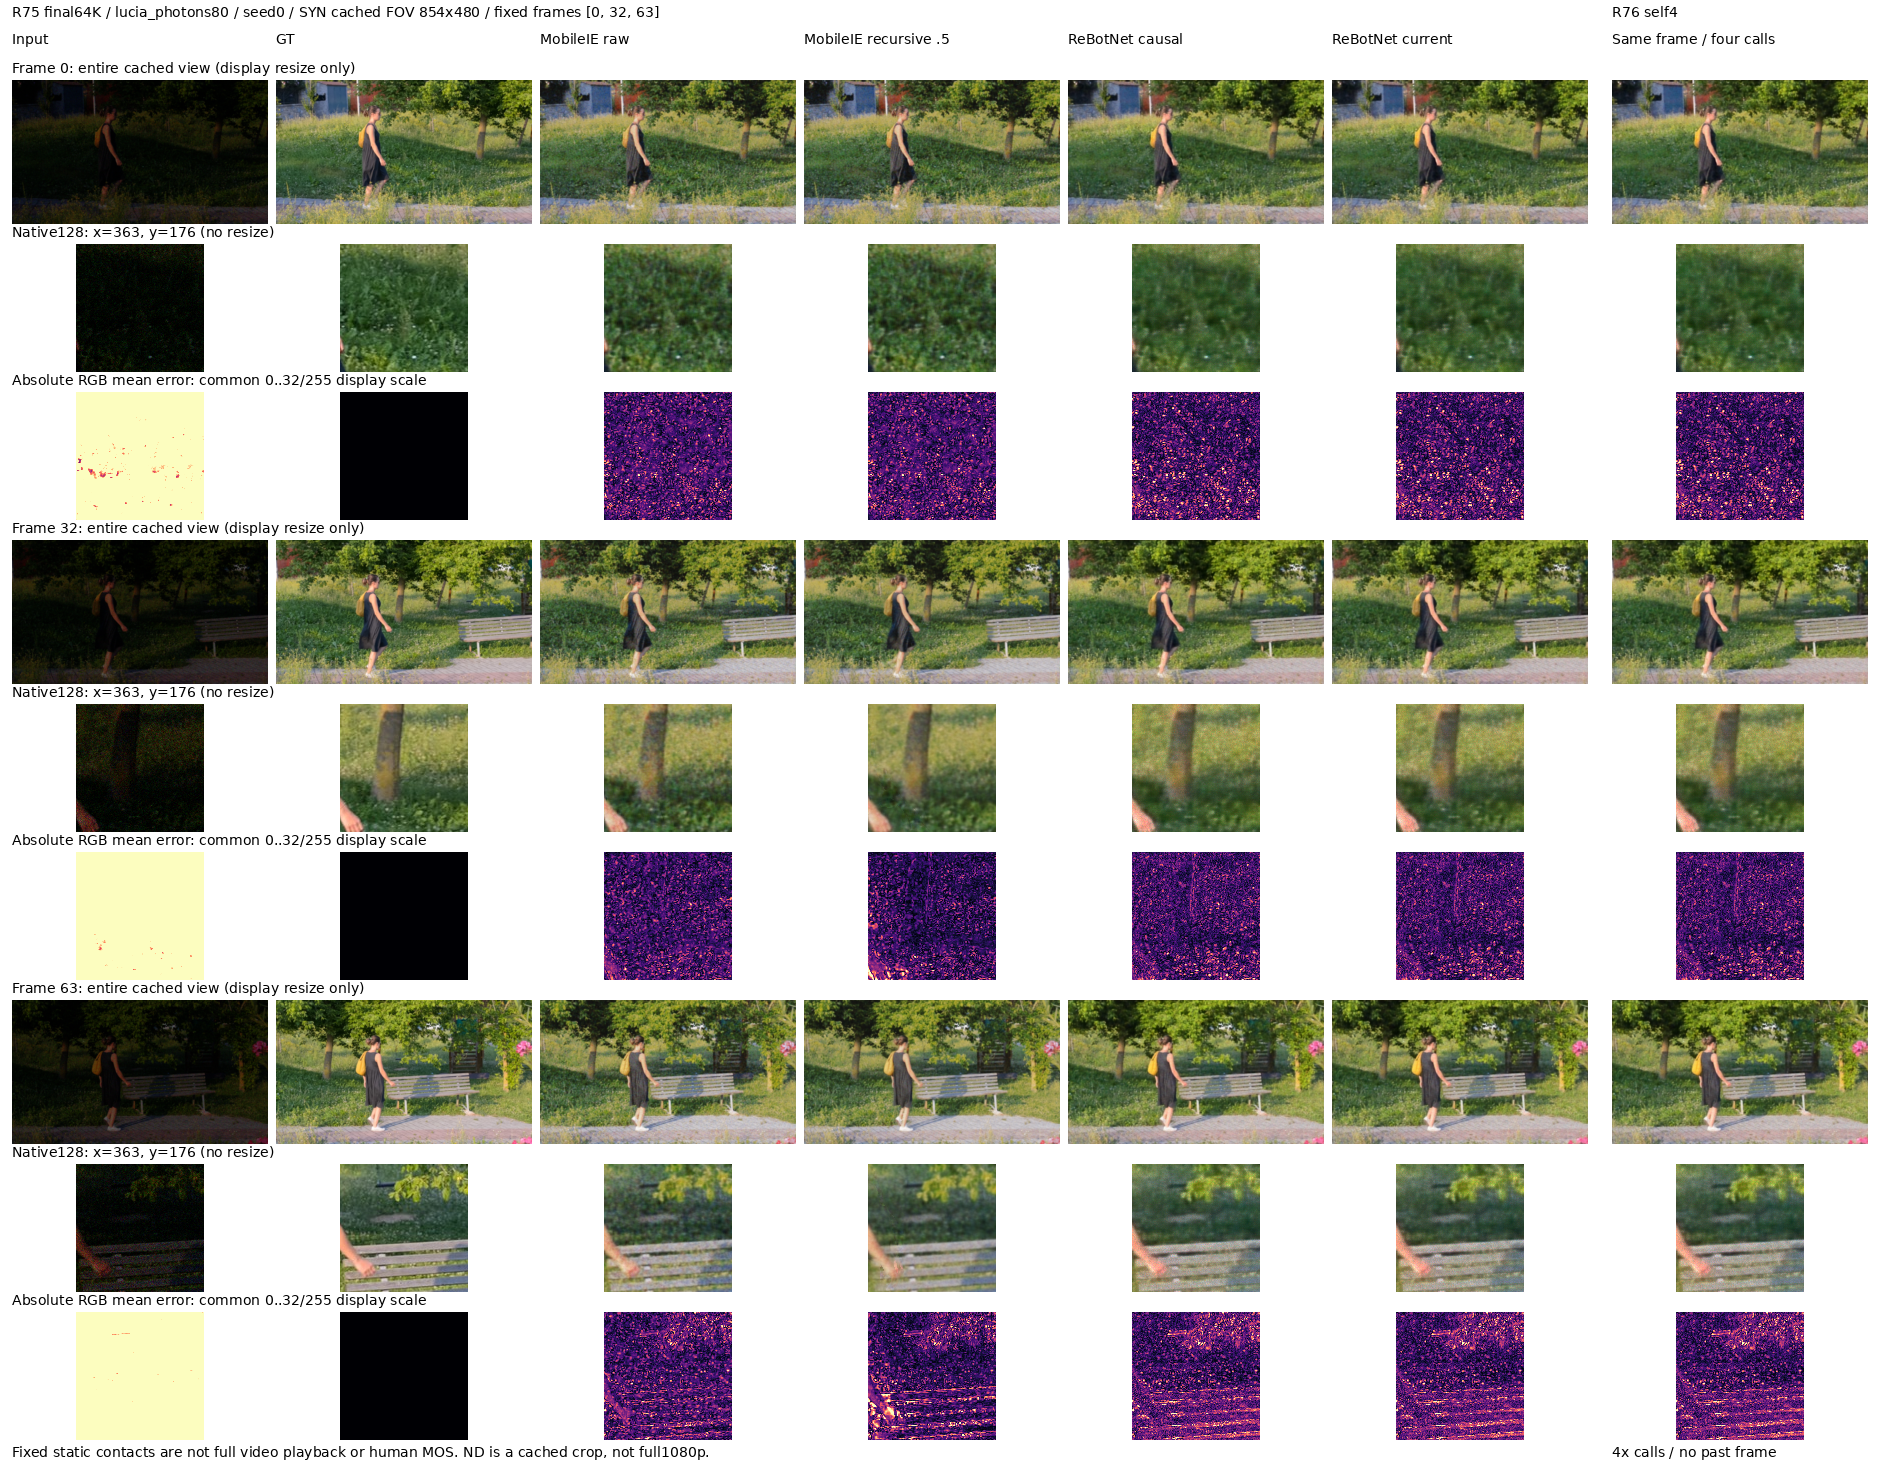 R75 final64K / lucia_photons80 / seed0 / SYN cached FOV 854x480 / fixed frames [0, 32, 63]
R76 self4
Input
GT
MobileIE raw
MobileIE recursive .5
ReBotNet causal
ReBotNet current
Same frame / four calls
Frame 0: entire cached view (display resize only)
Native128: x=363, y=176 (no resize)
Absolute RGB mean error: common 0..32/255 display scale
Frame 32: entire cached view (display resize only)
Native128: x=363, y=176 (no resize)
Absolute RGB mean error: common 0..32/255 display scale
Frame 63: entire cached view (display resize only)
Native128: x=363, y=176 (no resize)
Absolute RGB mean error: common 0..32/255 display scale
Fixed static contacts are not full video playback or human MOS. ND is a cached crop, not full1080p.
4x calls / no past frame